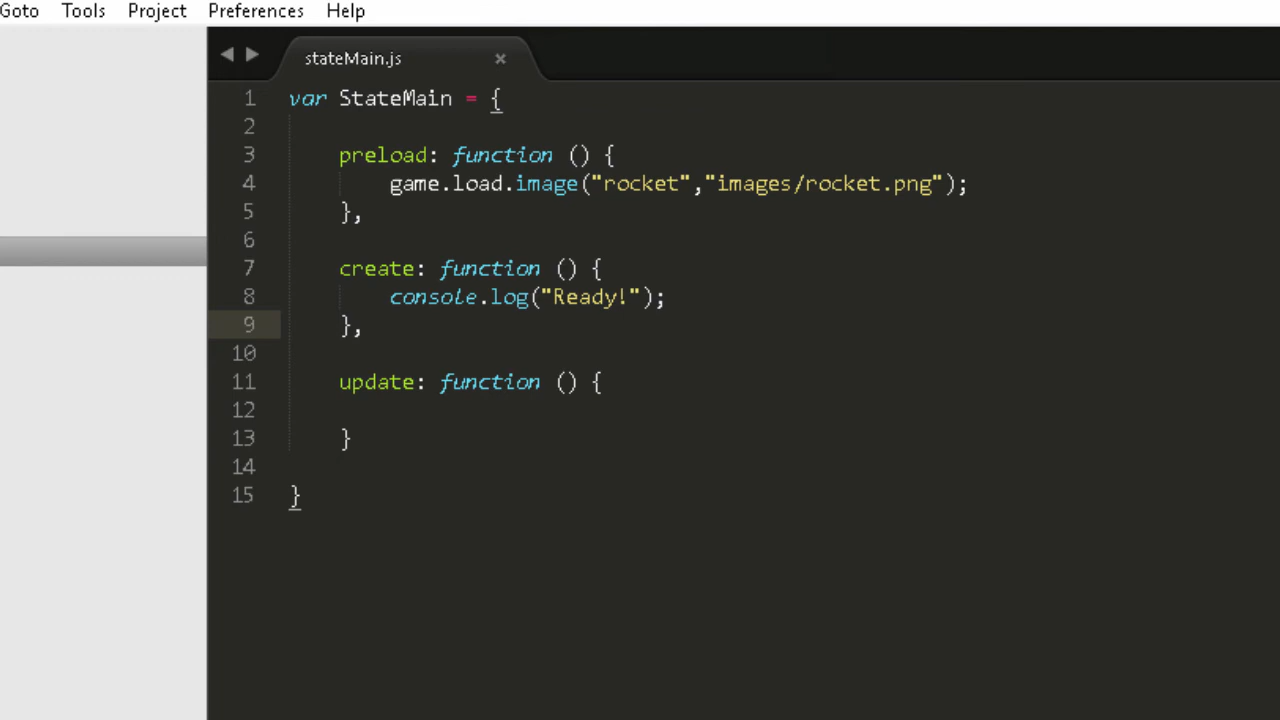 Goto Tools Project Preferences Help
stateMain.js ×
1 var StateMain = {
2
3 preload: function () {
4 game.load.image("rocket","images/rocket.png");
5 },
6
7 create: function () {
8 console.log("Ready!");
9 },
10
11 update: function () {
12
13 }
14
15 }